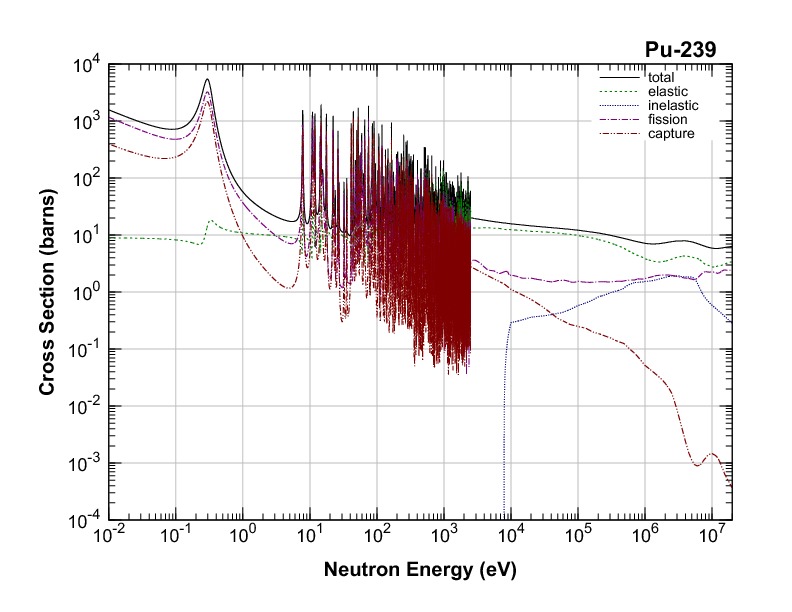 Pu-239
total
elastic
inelastic
fission
capture
Cross Section (barns)
10^4
10^3
10^2
10^1
10^0
10^-1
10^-2
10^-3
10^-4
10^-2 10^-1 10^0 10^1 10^2 10^3 10^4 10^5 10^6 10^7
Neutron Energy (eV)